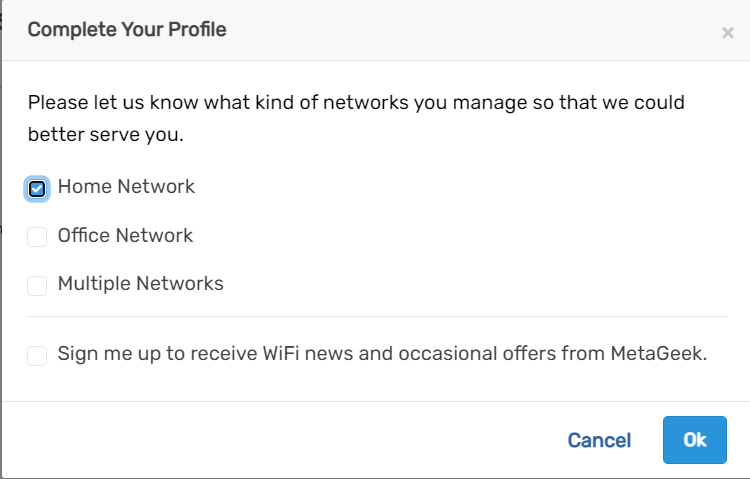 Complete Your Profile
×
Please let us know what kind of networks you manage so that we could
better serve you.
Home Network
Office Network
Multiple Networks
Sign me up to receive WiFi news and occasional offers from MetaGeek.
Cancel
Ok